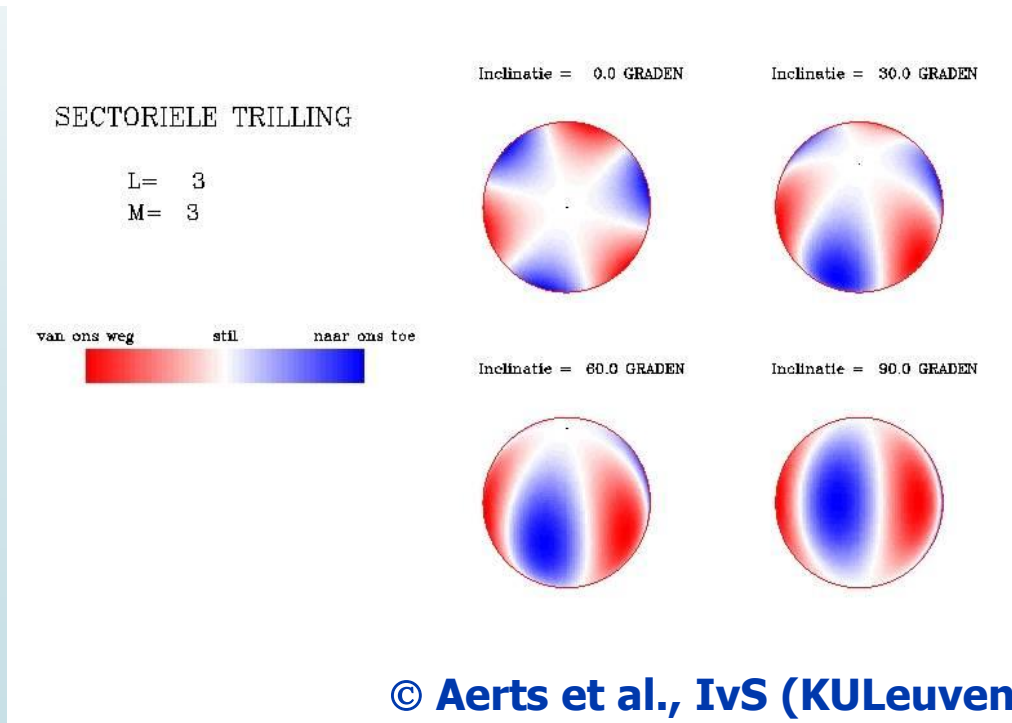 Inclinatie = 0.0 GRADEN
Inclinatie = 30.0 GRADEN
SECTORIELE TRILLING
L= 3
M= 3
van ons weg stil naar ons toe
Inclinatie = 60.0 GRADEN
Inclinatie = 90.0 GRADEN
© Aerts et al., IvS (KULeuven